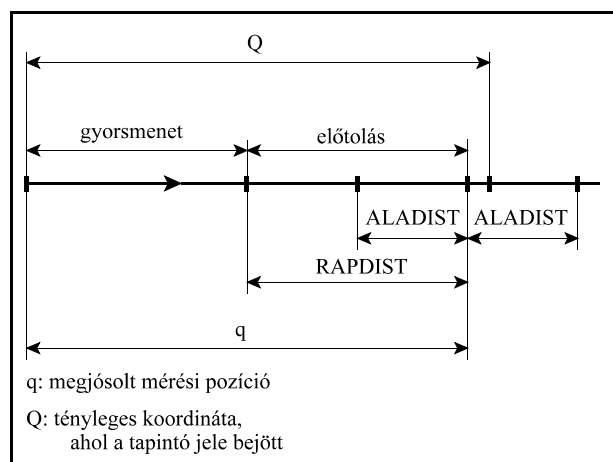 Q
gyorsmenet
előtolás
ALADIST
ALADIST
RAPDIST
q
q: megjósolt mérési pozíció
Q: tényleges koordináta,
ahol a tapintó jele bejött